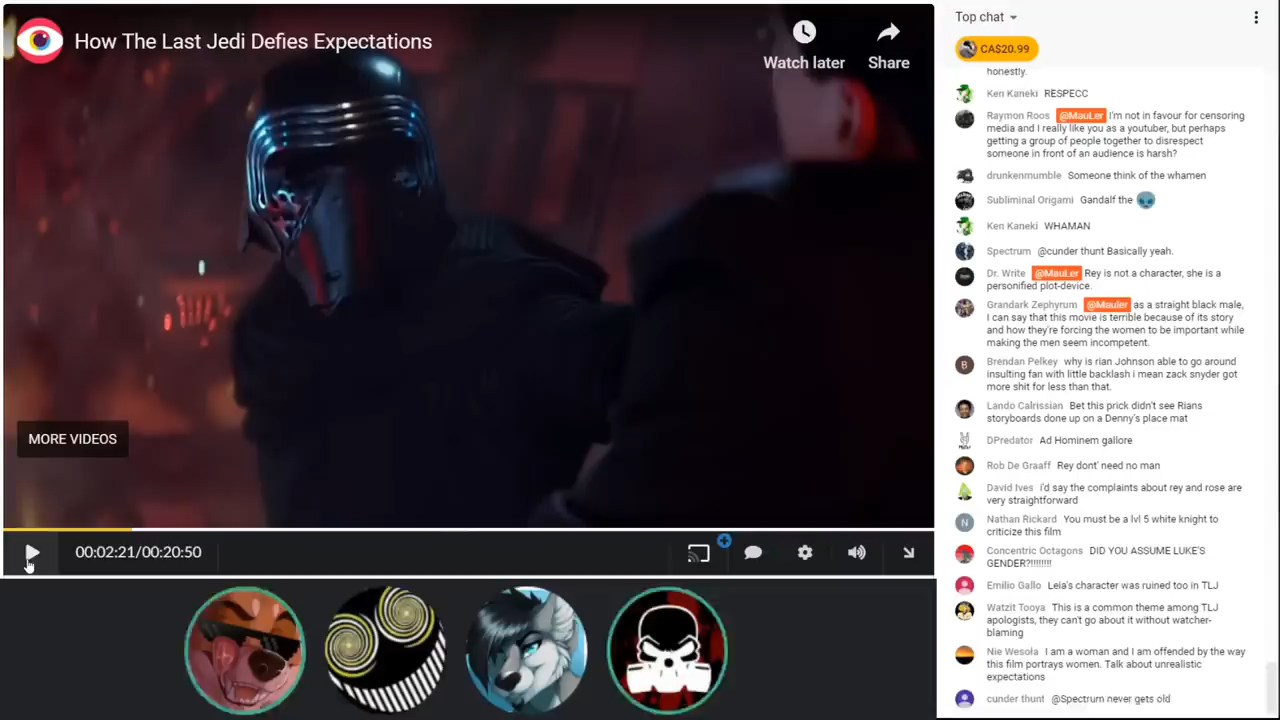 How The Last Jedi Defies Expectations
Watch later
Share
MORE VIDEOS
00:02:21/00:20:50
Top chat
CA$20.99
honestly.
Ken Kaneki RESPECC
Raymon Roos @MauLer I'm not in favour for censoring
media and I really like you as a youtuber, but perhaps
getting a group of people together to disrespect
someone in front of an audience is harsh?
drunkenmumble Someone think of the whamen
Subliminal Origami Gandalf the
Ken Kaneki WHAMAN
Spectrum @cunder thunt Basically yeah.
Dr. Write @MauLer Rey is not a character, she is a
personified plot-device.
Grandark Zephyrum @Mauler as a straight black male,
I can say that this movie is terrible because of its story
and how they're forcing the women to be important while
making the men seem incompetent.
B
Brendan Pelkey why is rian Johnson able to go around
insulting fan with little backlash i mean zack snyder got
more shit for less than that.
Lando Calrissian Bet this prick didn't see Rians
storyboards done up on a Denny's place mat
DPredator Ad Hominem gallore
Rob De Graaff Rey dont' need no man
David Ives i'd say the complaints about rey and rose are
very straightforward
N
Nathan Rickard You must be a lvl 5 white knight to
criticize this film
Concentric Octagons DID YOU ASSUME LUKE'S
GENDER?!!!!!!!!
Emilio Gallo Leia's character was ruined too in TLJ
Watzit Tooya This is a common theme among TLJ
apologists, they can't go about it without watcher-
blaming
Nie Wesoła I am a woman and I am offended by the way
this film portrays women. Talk about unrealistic
expectations
cunder thunt @Spectrum never gets old